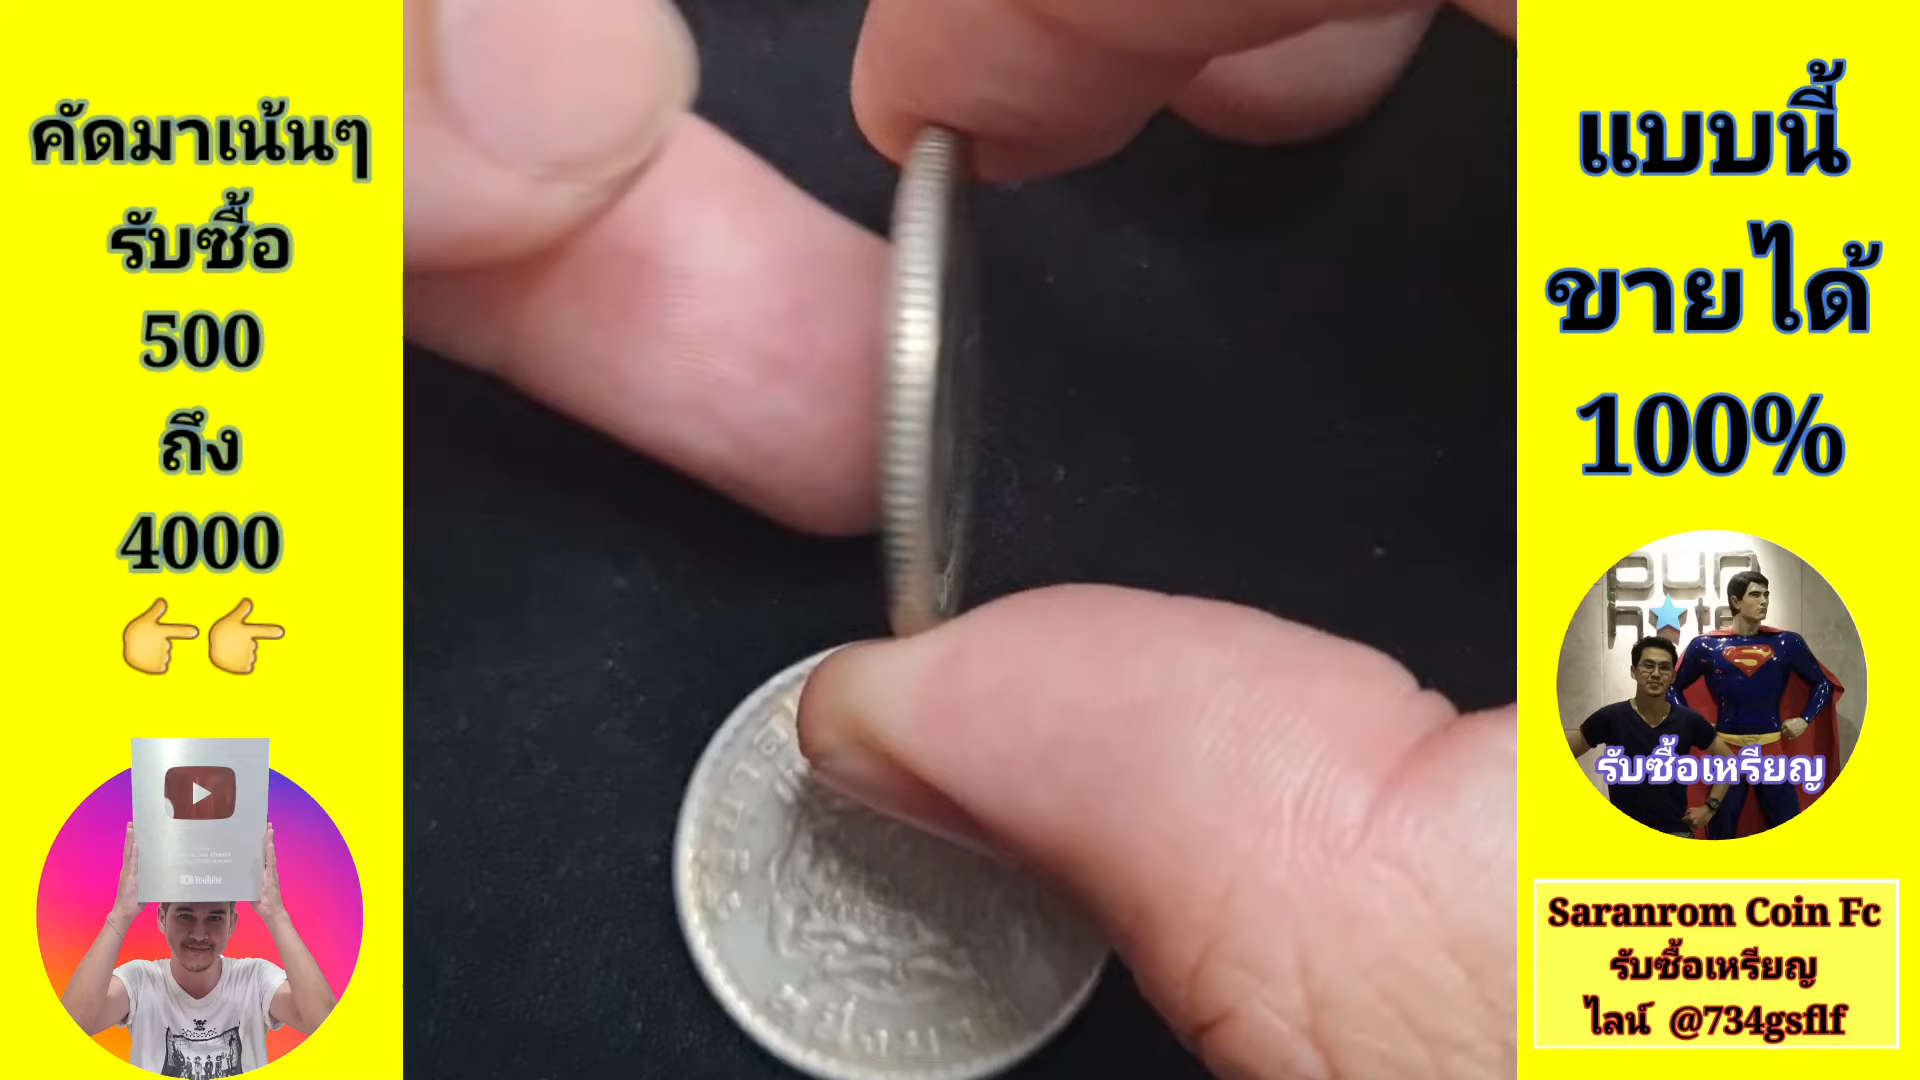 คัดมาเน้นๆ
รับซื้อ
500
ถึง
4000
YouTube
แบบนี้
ขายได้
100%
รับซื้อเหรียญ
Saranrom Coin Fc
รับซื้อเหรียญ
ไลน์ @734gsflf